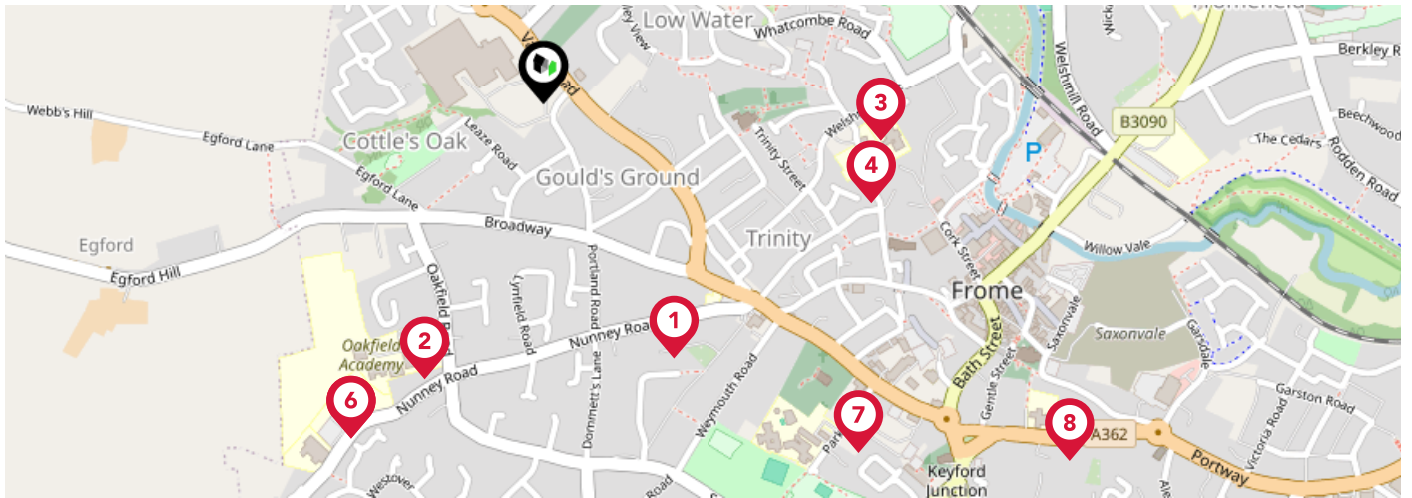 Low Water
Whatcombe Road
Berkley R
Webb's Hill
Egford Lane
Cottle's Oak
Leaze Road
Egford Lane
Gould's Ground
Trinity Street
3
4
B3090
Welshmill Road
The Cedars
Beechwood
Rodden Road
P
Egford
Egford Hill
Broadway
Trinity
Cork Street
Willow Vale
Portland Road
Oakfield
Lynfield Road
Frome
Nunney Roa
1
2
Oakfield
Academy
Saxonvale
Saxonvale
Garsdale
Bath Street
Gentle Street
Nunney Road
6
Dommett's Lane
Weymouth Road
Park
7
8
A362
Garston Road
Victoria Road
Portway
Keyford
Junction
Westover
Road